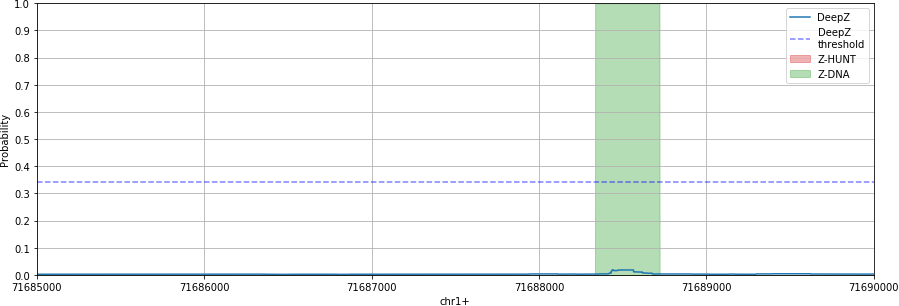 1.0
0.9
0.8
0.7
0.6
0.5
0.4
0.3
0.2
0.1
0.0
Probability
71685000 71686000 71687000 71688000 71689000 71690000
chr1+
DeepZ
DeepZ
threshold
Z-HUNT
Z-DNA